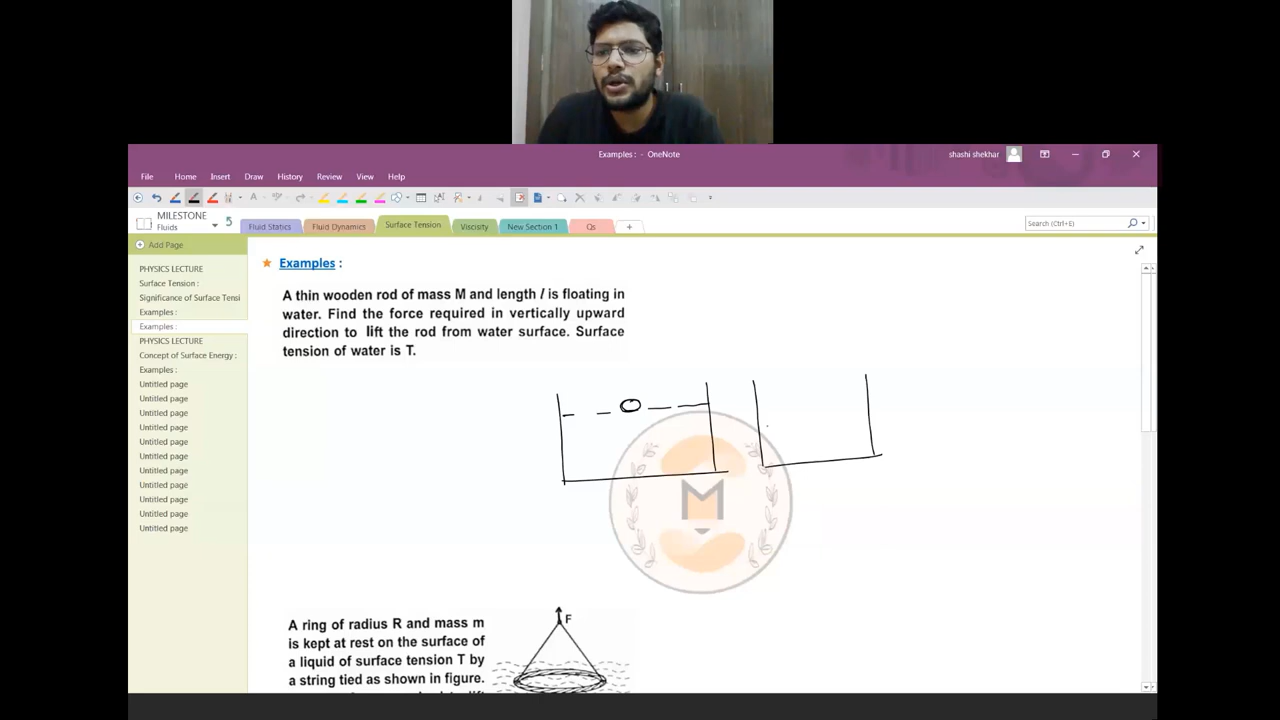 Examples : - OneNote
shashi shekhar
File Home Insert Draw History Review View Help
MILESTONE
Fluids
Fluid Statics
Fluid Dynamics
Surface Tension
Viscosity
New Section 1
Qs
Search (Ctrl+E)
Add Page
PHYSICS LECTURE
Surface Tension :
Significance of Surface Tensi
Examples :
Examples :
PHYSICS LECTURE
Concept of Surface Energy :
Examples :
Untitled page
Untitled page
Untitled page
Untitled page
Untitled page
Untitled page
Untitled page
Untitled page
Untitled page
Untitled page
Untitled page
Examples :
A thin wooden rod of mass M and length l is floating in
water. Find the force required in vertically upward
direction to lift the rod from water surface. Surface
tension of water is T.
M
A ring of radius R and mass m
is kept at rest on the surface of
a liquid of surface tension T by
a string tied as shown in figure.
F